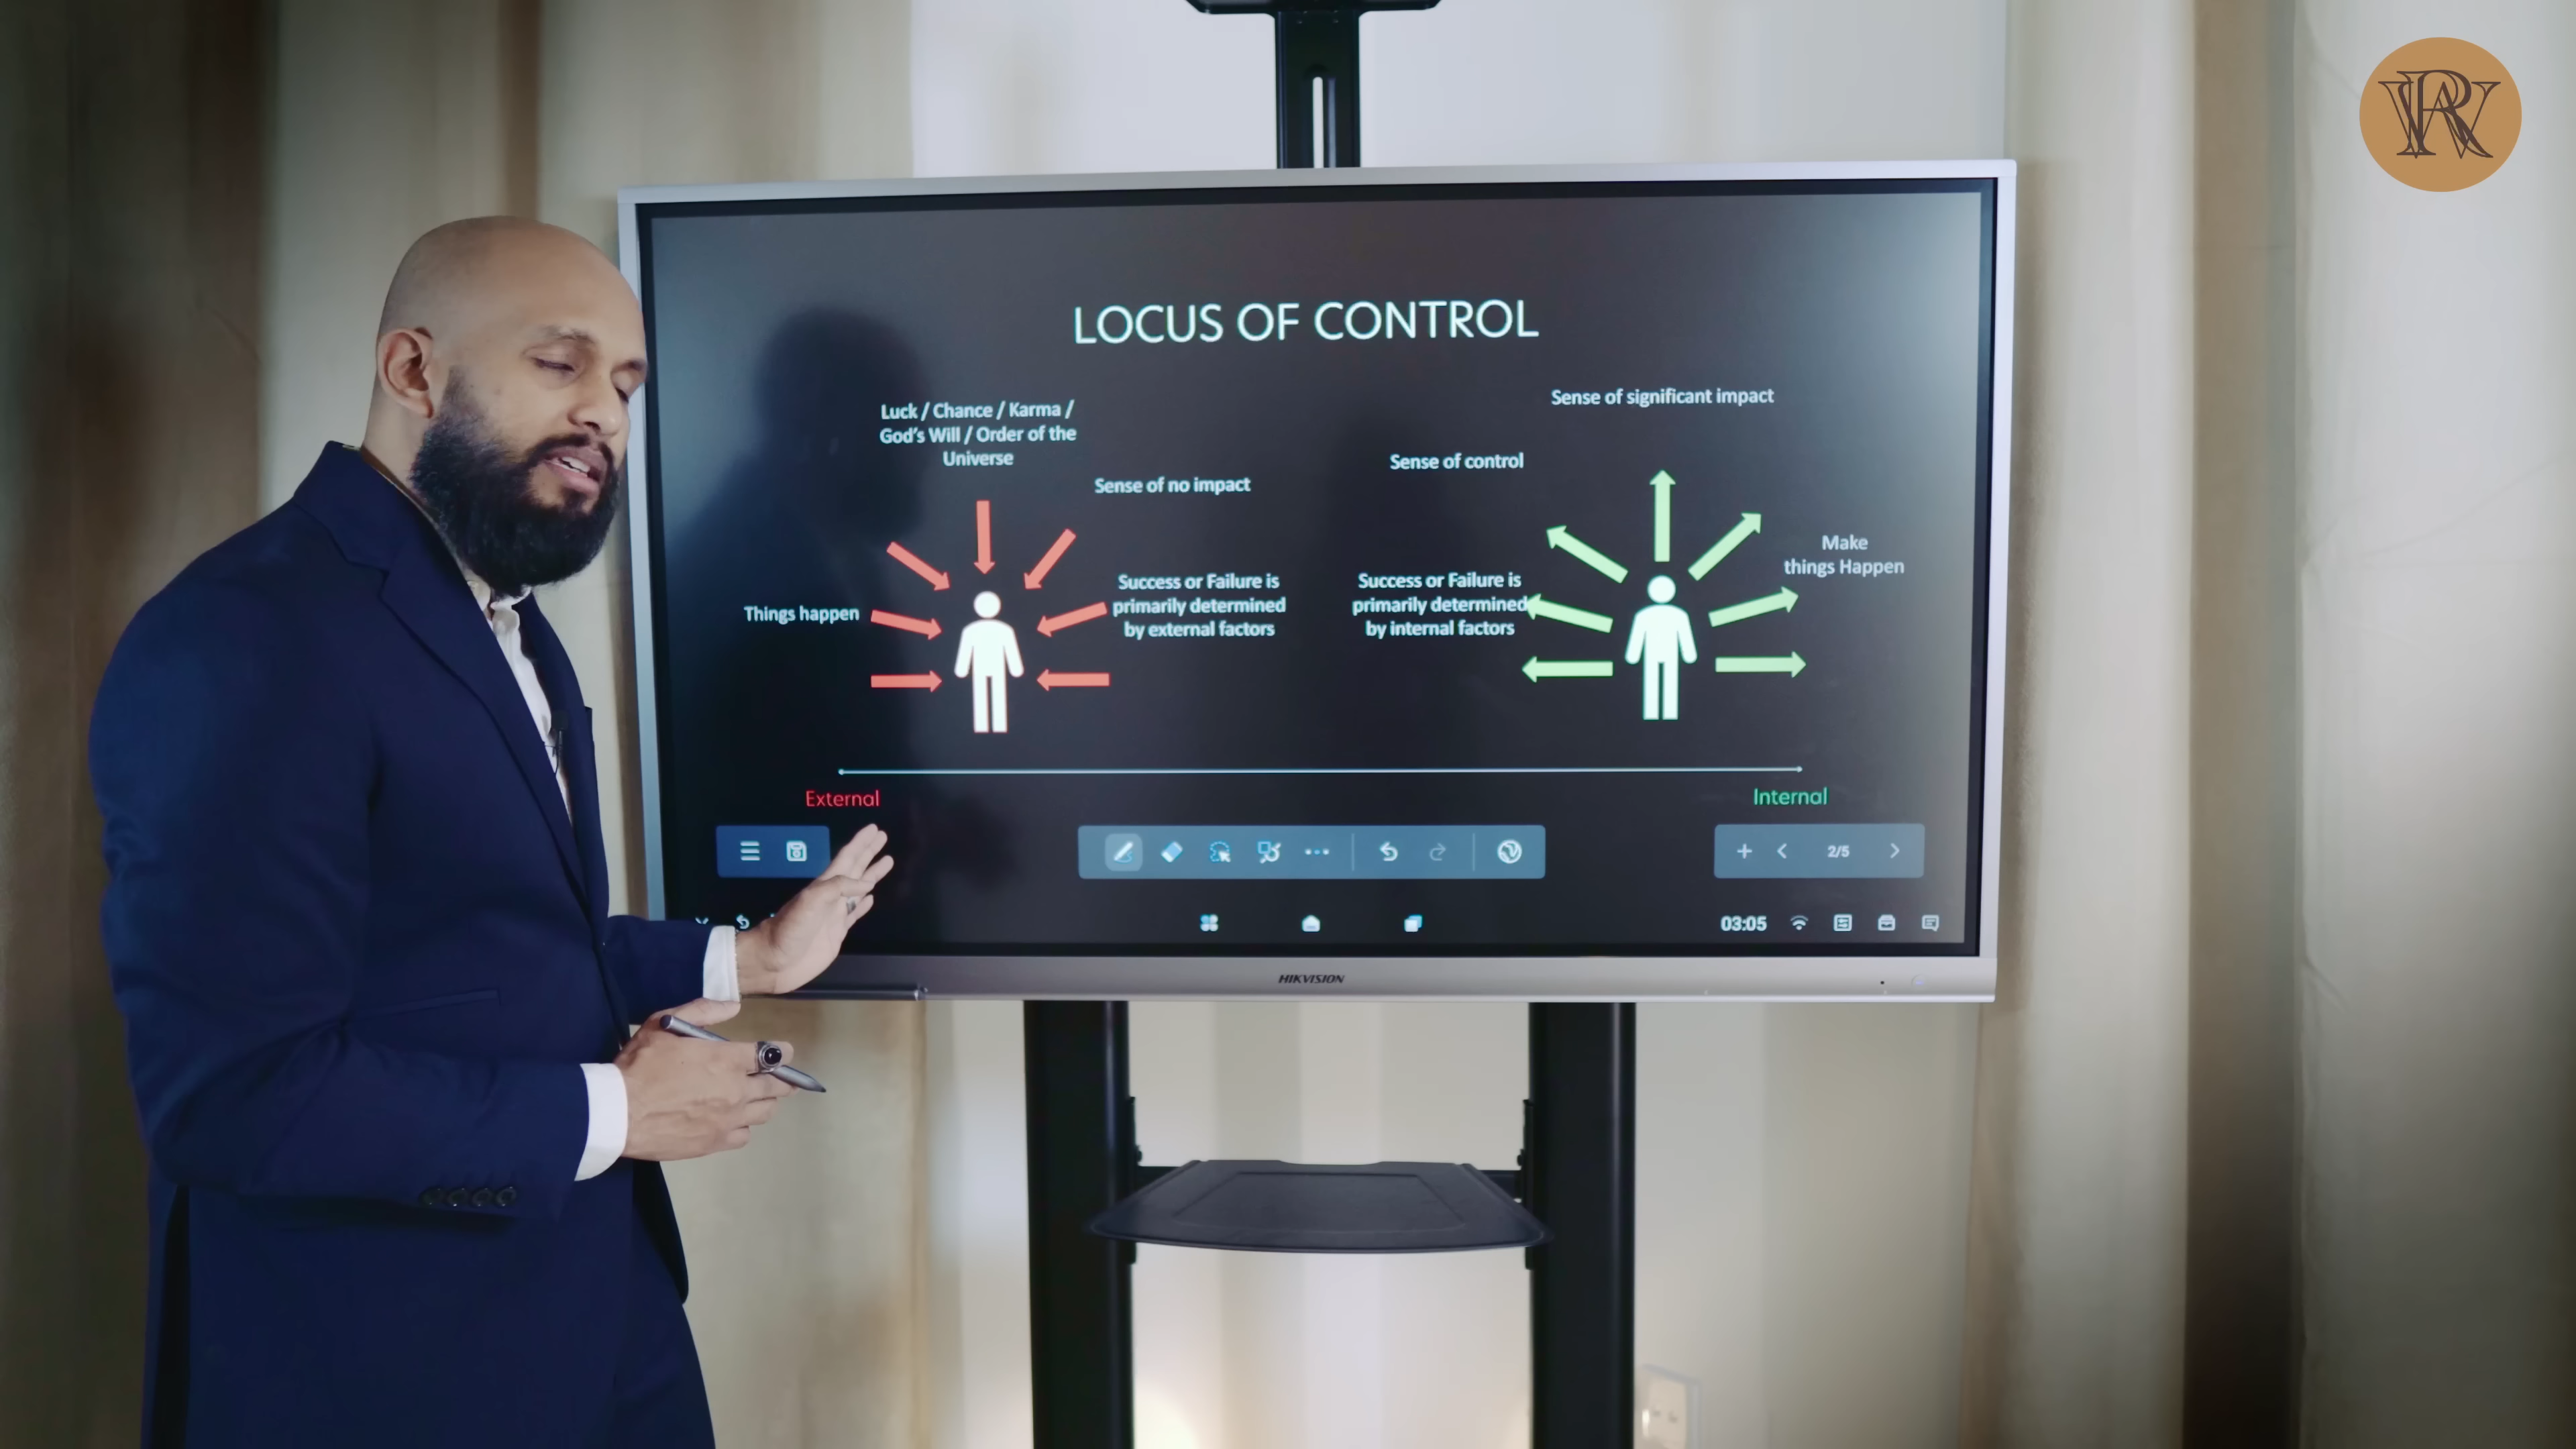 LOCUS OF CONTROL
Luck / Chance / Karma /
God's Will / Order of the
Universe
Sense of no impact
Things happen
Success or Failure is
primarily determined
by external factors
Sense of significant impact
Sense of control
Success or Failure is
primarily determined
by internal factors
Make
things Happen
External
Internal
2/5
03:05
HIKVISION